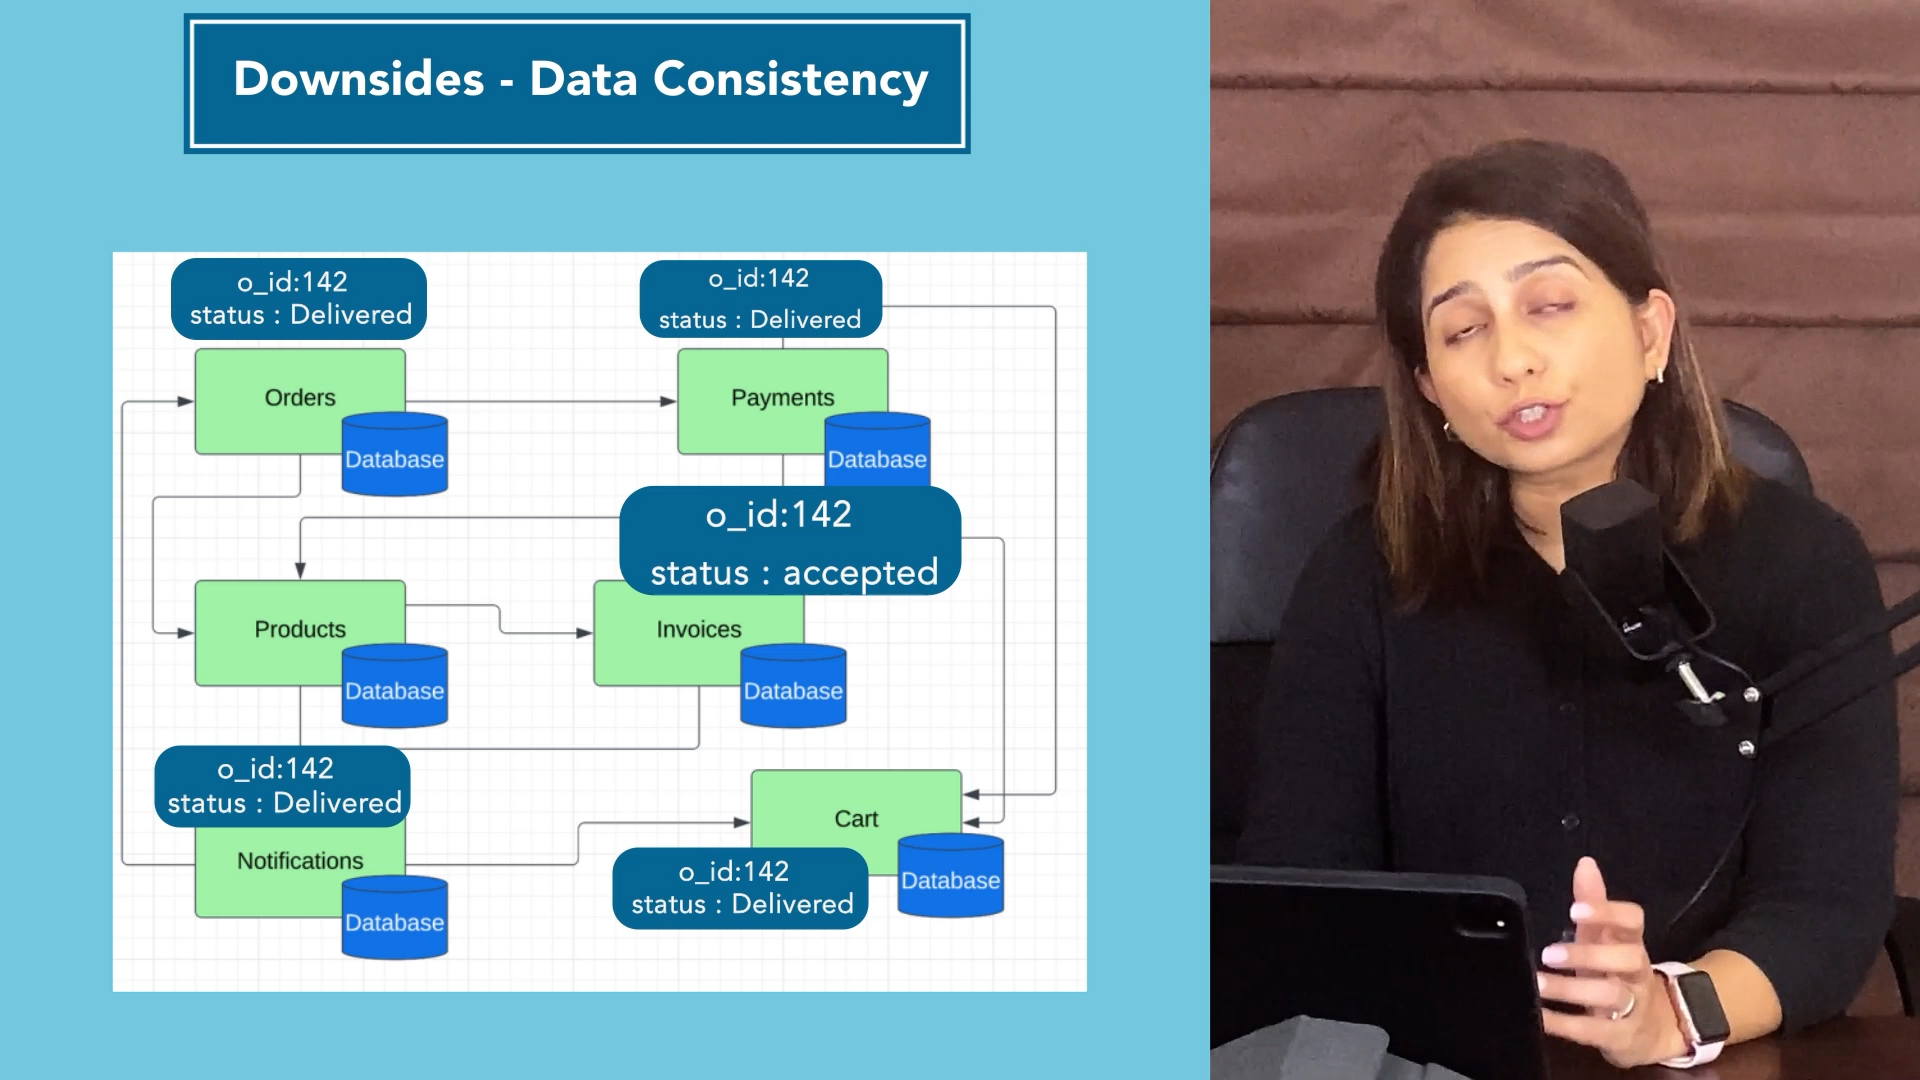 Downsides - Data Consistency
o_id:142
status : Delivered
o_id:142
status : Delivered
Orders
Database
Payments
Database
o_id:142
status : accepted
Products
Database
Invoices
Database
o_id:142
status : Delivered
Notifications
Database
Cart
Database
o_id:142
status : Delivered